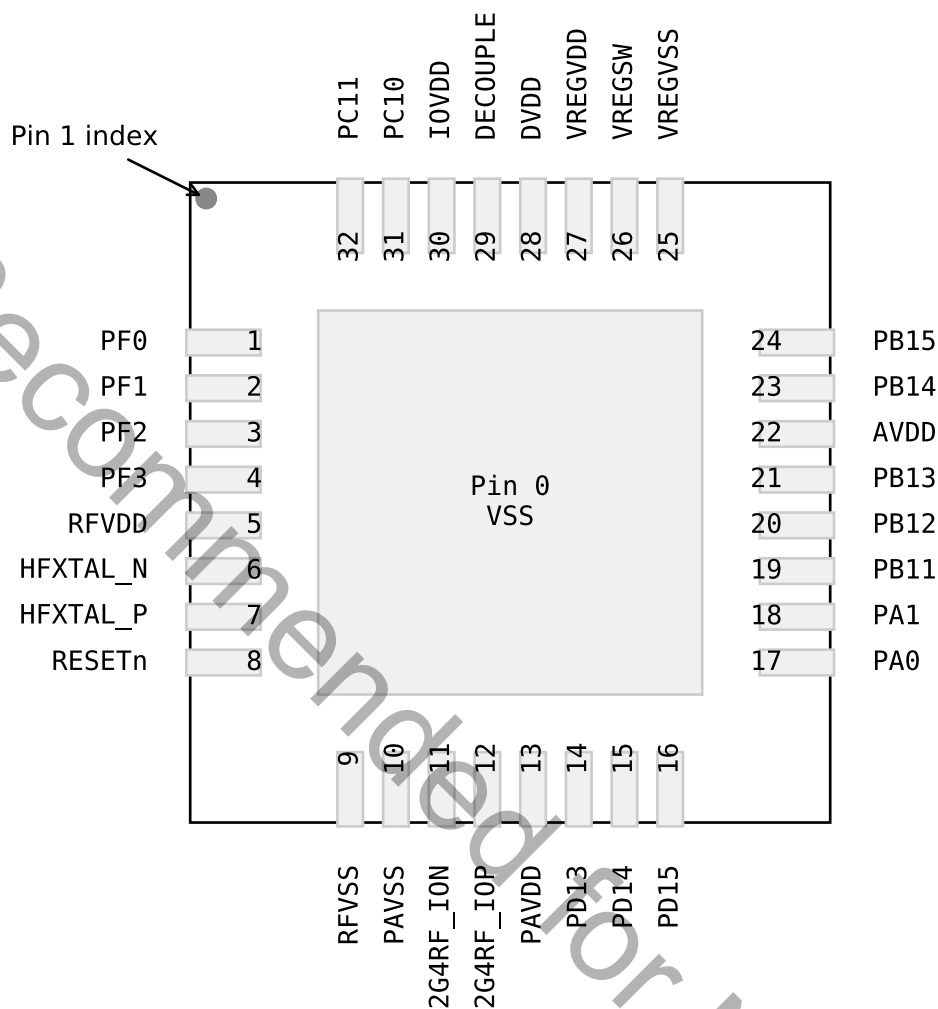 PC11 PC10 IOVDD DECOUPLE DVDD VREGVDD VREGSW VREGVSS
Pin 1 index
32 31 30 29 28 27 26 25
PF0 1 24 PB15
PF1 2 23 PB14
PF2 3 22 AVDD
PF3 4 21 PB13
Pin 0
VSS
RFVDD 5 20 PB12
HFXTAL_N 6 19 PB11
HFXTAL_P 7 18 PA1
RESETn 8 17 PA0
9 10 11 12 13 14 15 16
RFVSS PAVSS 2G4RF_ION 2G4RF_IOP PAVDD PD13 PD14 PD15
ecommended for